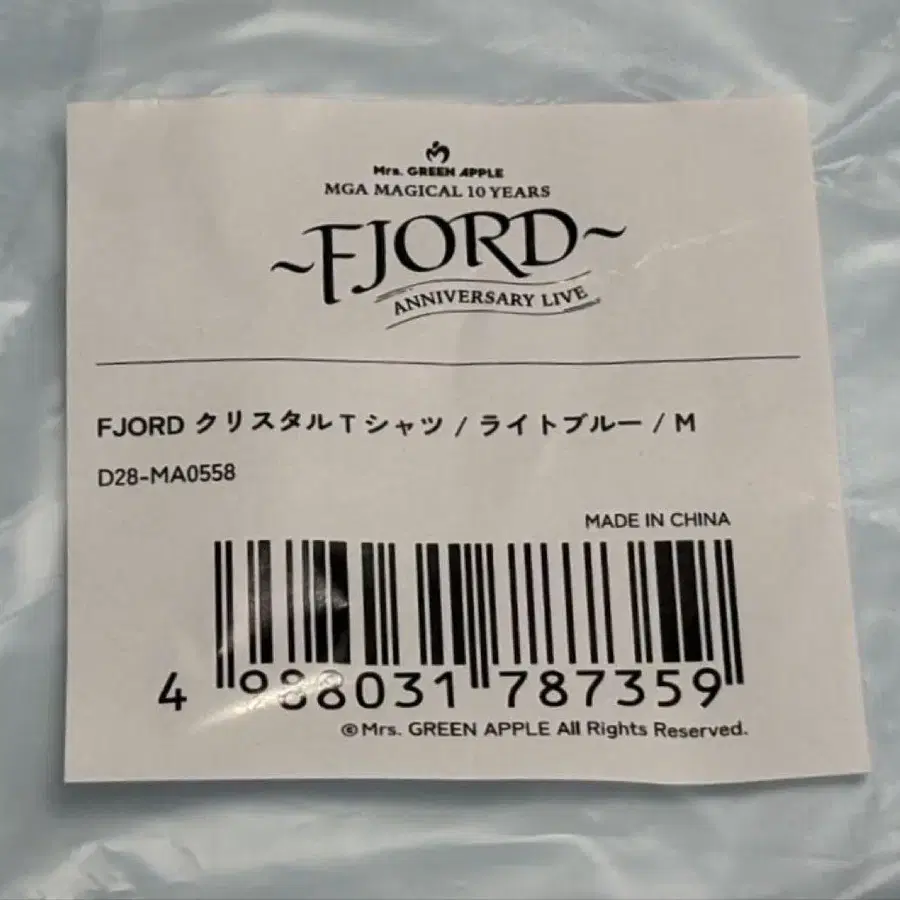 Mrs. GREEN APPLE
MGA MAGICAL 10 YEARS
~FJORD~
ANNIVERSARY LIVE
FJORD クリスタルTシャツ / ライトブルー / M
D28-MA0558
MADE IN CHINA
4 988031 787359
©Mrs. GREEN APPLE All Rights Reserved.